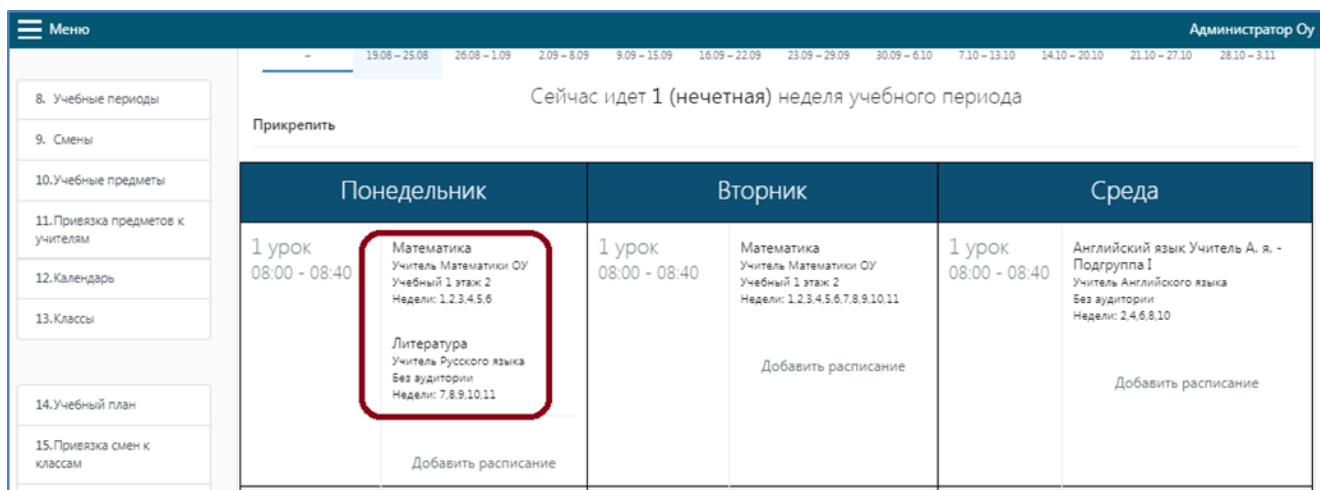 Меню
Администратор Оу
–
19.08 – 25.08
26.08 – 1.09
2.09 – 8.09
9.09 – 15.09
16.09 – 22.09
23.09 – 29.09
30.09 – 6.10
7.10 – 13.10
14.10 – 20.10
21.10 – 27.10
28.10 – 3.11
Сейчас идет 1 (нечетная) неделя учебного периода
Прикрепить
8. Учебные периоды
9. Смены
10.Учебные предметы
11.Привязка предметов к
учителям
12.Календарь
13.Классы
14.Учебный план
15.Привязка смен к
классам
Понедельник
1 урок
08:00 - 08:40
Математика
Учитель Математики ОУ
Учебный 1 этаж 2
Недели: 1,2,3,4,5,6
Литература
Учитель Русского языка
Без аудитории
Недели: 7,8,9,10,11
Добавить расписание
Вторник
1 урок
08:00 - 08:40
Математика
Учитель Математики ОУ
Учебный 1 этаж 2
Недели: 1,2,3,4,5,6,7,8,9,10,11
Добавить расписание
Среда
1 урок
08:00 - 08:40
Английский язык Учитель А. я. -
Подгруппа I
Учитель Английского языка
Без аудитории
Недели: 2,4,6,8,10
Добавить расписание